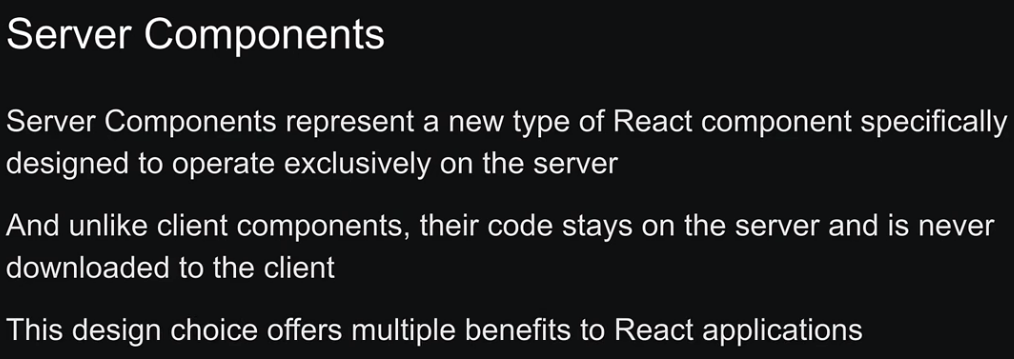 Server Components
Server Components represent a new type of React component specifically
designed to operate exclusively on the server
And unlike client components, their code stays on the server and is never
downloaded to the client
This design choice offers multiple benefits to React applications